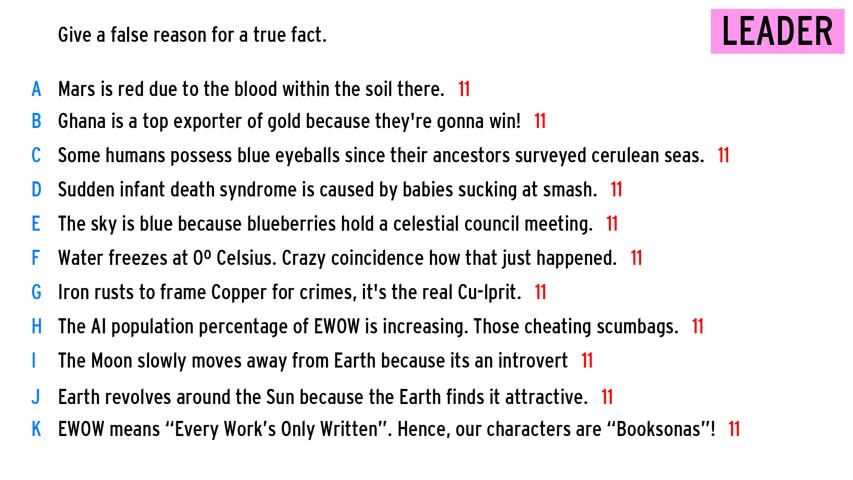 Give a false reason for a true fact.
LEADER
A Mars is red due to the blood within the soil there. 11
B Ghana is a top exporter of gold because they're gonna win! 11
C Some humans possess blue eyeballs since their ancestors surveyed cerulean seas. 11
D Sudden infant death syndrome is caused by babies sucking at smash. 11
E The sky is blue because blueberries hold a celestial council meeting. 11
F Water freezes at 0º Celsius. Crazy coincidence how that just happened. 11
G Iron rusts to frame Copper for crimes, it's the real Cu-lprit. 11
H The AI population percentage of EWOW is increasing. Those cheating scumbags. 11
I The Moon slowly moves away from Earth because its an introvert 11
J Earth revolves around the Sun because the Earth finds it attractive. 11
K EWOW means “Every Work’s Only Written”. Hence, our characters are “Booksonas”! 11